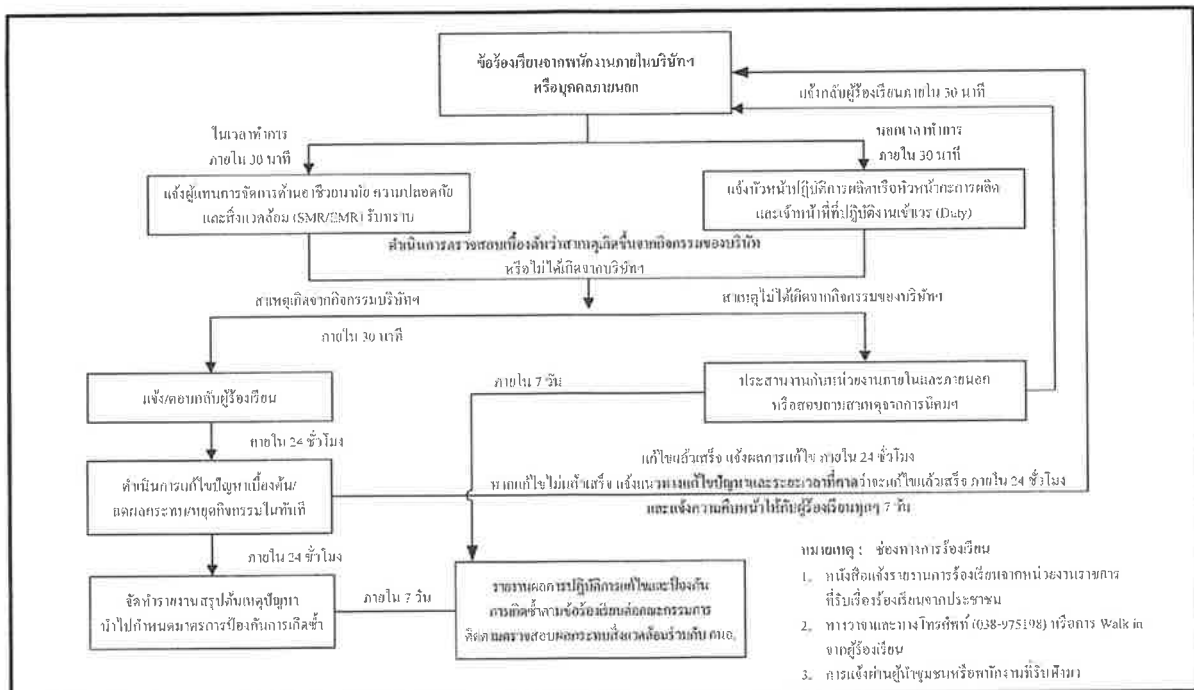 ข้อร้องเรียนจากพนักงานภายในบริษัทฯ
หรือบุคคลภายนอก
แจ้งกลับผู้ร้องเรียนภายใน 30 นาที
ในเวลาทำการ
ภายใน 30 นาที
นอกเวลาทำการ
ภายใน 30 นาที
แจ้งผู้แทนการจัดการด้านอาชีวอนามัย ความปลอดภัย
และสิ่งแวดล้อม (SMR/EMR) รับทราบ
แจ้งหัวหน้าปฏิบัติการผลิตหรือหัวหน้ากะการผลิต
และเจ้าหน้าที่ที่ปฏิบัติงานเข้าเวร (Duty)
ดำเนินการตรวจสอบเบื้องต้นว่าสาเหตุเกิดขึ้นจากกิจกรรมของบริษัท
หรือไม่ได้เกิดจากบริษัทฯ
สาเหตุเกิดจากกิจกรรมบริษัทฯ
สาเหตุไม่ได้เกิดจากกิจกรรมของบริษัทฯ
ภายใน 30 นาที
แจ้ง/ตอบกลับผู้ร้องเรียน
ภายใน 7 วัน
ประสานงานกับหน่วยงานภายในและภายนอก
หรือสอบถามสาเหตุจากการนิคมฯ
ภายใน 24 ชั่วโมง
แก้ไขแล้วเสร็จ แจ้งผลการแก้ไข ภายใน 24 ชั่วโมง
หากแก้ไขไม่แล้วเสร็จ แจ้งแนวทางแก้ไขปัญหาและระยะเวลาที่คาดว่าจะแก้ไขแล้วเสร็จ ภายใน 24 ชั่วโมง
และแจ้งความคืบหน้าให้กับผู้ร้องเรียนทุกๆ 7 วัน
ดำเนินการแก้ไขปัญหาเบื้องต้น/
ลดผลกระทบ/หยุดกิจกรรมในทันที
ภายใน 24 ชั่วโมง
จัดทำรายงานสรุปต้นเหตุปัญหา
นำไปกำหนดมาตรการป้องกันการเกิดซ้ำ
ภายใน 7 วัน
รายงานผลการปฏิบัติการแก้ไขและป้องกัน
การเกิดซ้ำตามข้อร้องเรียนต่อคณะกรรมการ
ติดตามตรวจสอบผลกระทบสิ่งแวดล้อมร่วมกับ กนอ.
หมายเหตุ : ช่องทางการร้องเรียน
1. หนังสือแจ้งรายงานการร้องเรียนจากหน่วยงานราชการ
ที่รับเรื่องร้องเรียนจากประชาชน
2. ทางวาจาและทางโทรศัพท์ (038-975198) หรือการ Walk in
จากผู้ร้องเรียน
3. การแจ้งผ่านผู้นำชุมชนหรือพนักงานที่รับฟังมา